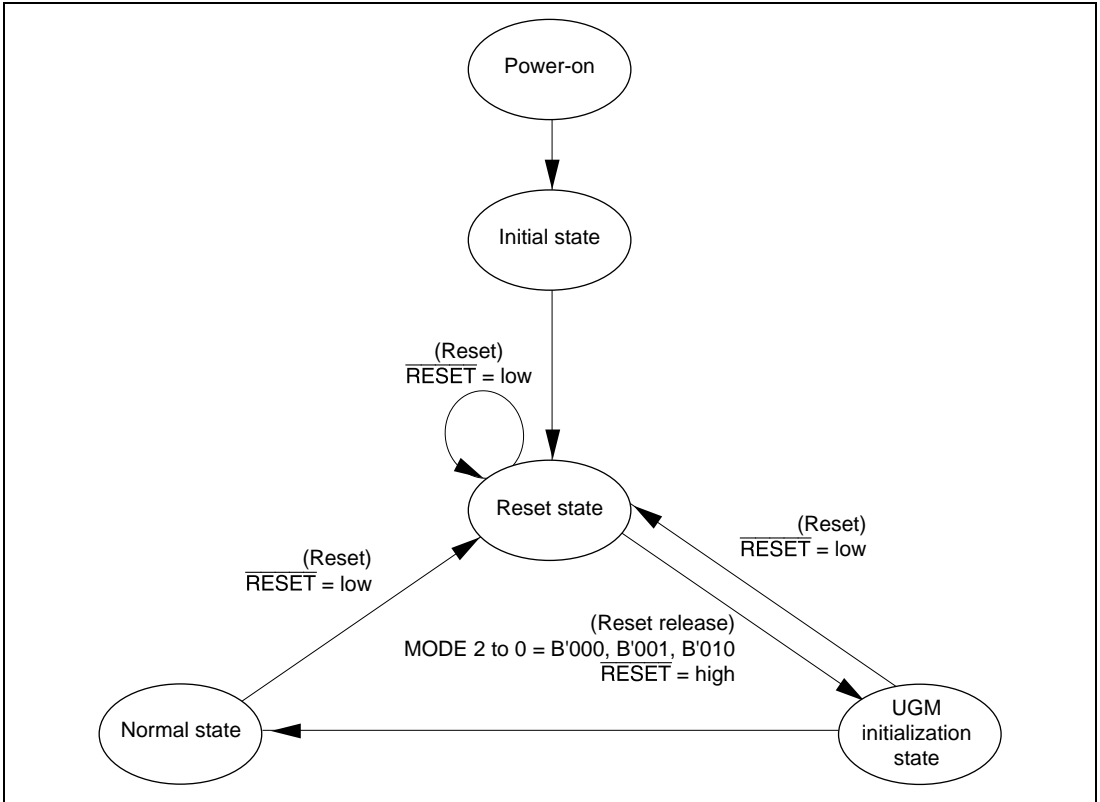 Power-on
Initial state
(Reset)
RESET = low
Reset state
(Reset)
RESET = low
(Reset)
RESET = low
(Reset release)
MODE 2 to 0 = B'000, B'001, B'010
RESET = high
Normal state
UGM
initialization
state